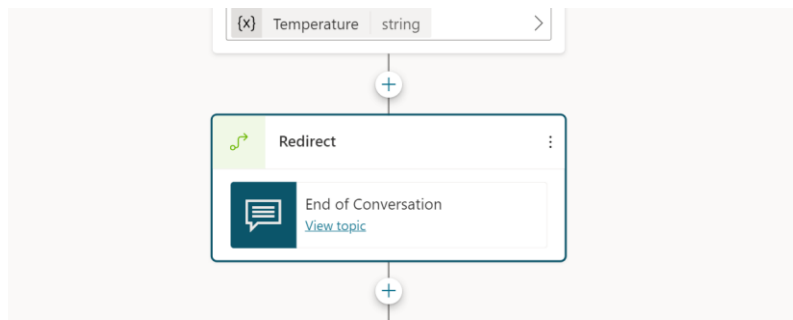 {x} Temperature string
Redirect
End of Conversation
View topic